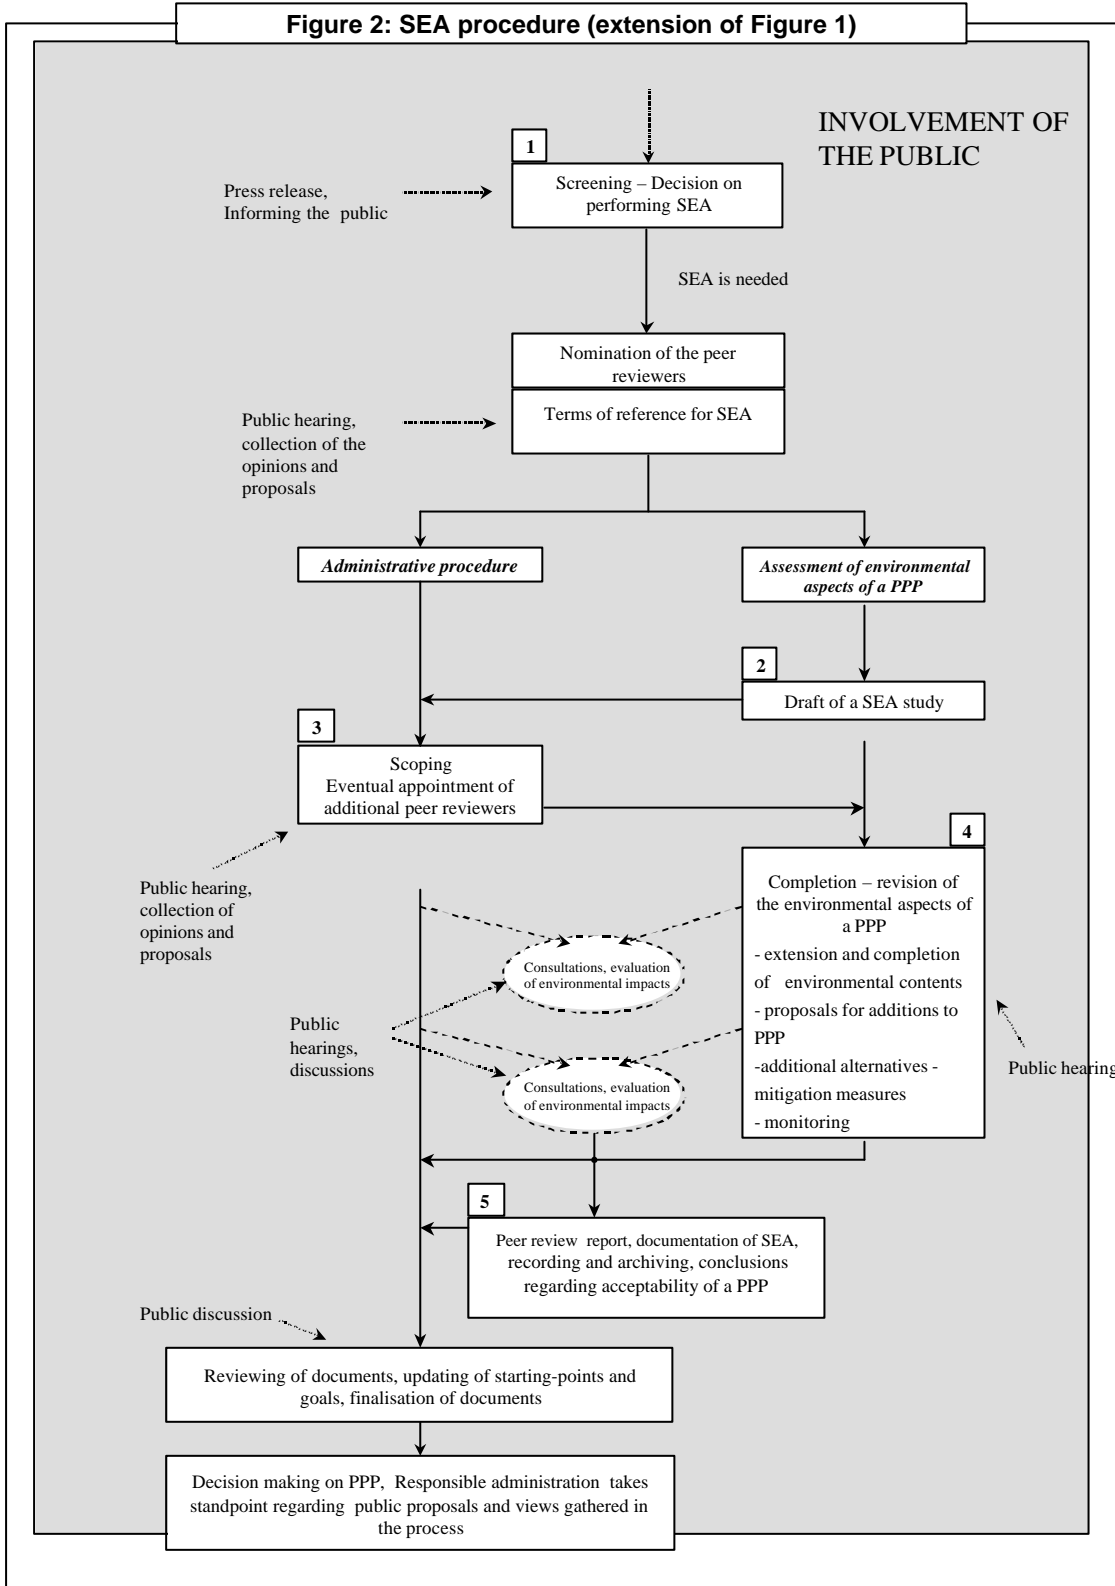 Figure 2: SEA procedure (extension of Figure 1)
INVOLVEMENT OF
THE PUBLIC
1
Screening – Decision on
performing SEA
Press release,
Informing the public
SEA is needed
Nomination of the peer
reviewers
Terms of reference for SEA
Public hearing,
collection of the
opinions and
proposals
Administrative procedure
Assessment of environmental
aspects of a PPP
2
Draft of a SEA study
3
Scoping
Eventual appointment of
additional peer reviewers
Public hearing,
collection of
opinions and
proposals
4
Completion – revision of
the environmental aspects of
a PPP
- extension and completion
of environmental contents
- proposals for additions to
PPP
-additional alternatives -
mitigation measures
- monitoring
Consultations, evaluation
of environmental impacts
Public
hearings,
discussions
Consultations, evaluation
of environmental impacts
Public hearing
5
Peer review report, documentation of SEA,
recording and archiving, conclusions
regarding acceptability of a PPP
Public discussion
Reviewing of documents, updating of starting-points and
goals, finalisation of documents
Decision making on PPP, Responsible administration takes
standpoint regarding public proposals and views gathered in
the process